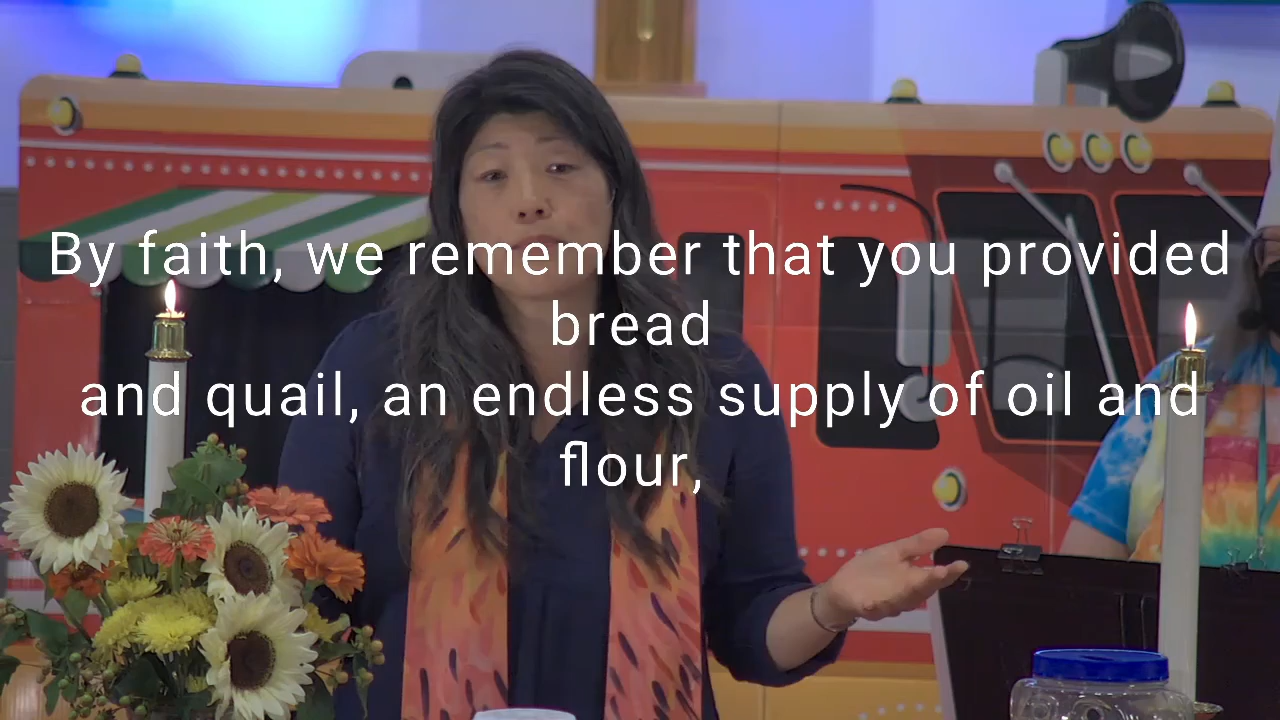 By faith, we remember that you provided
bread
and quail, an endless supply of oil and
flour,